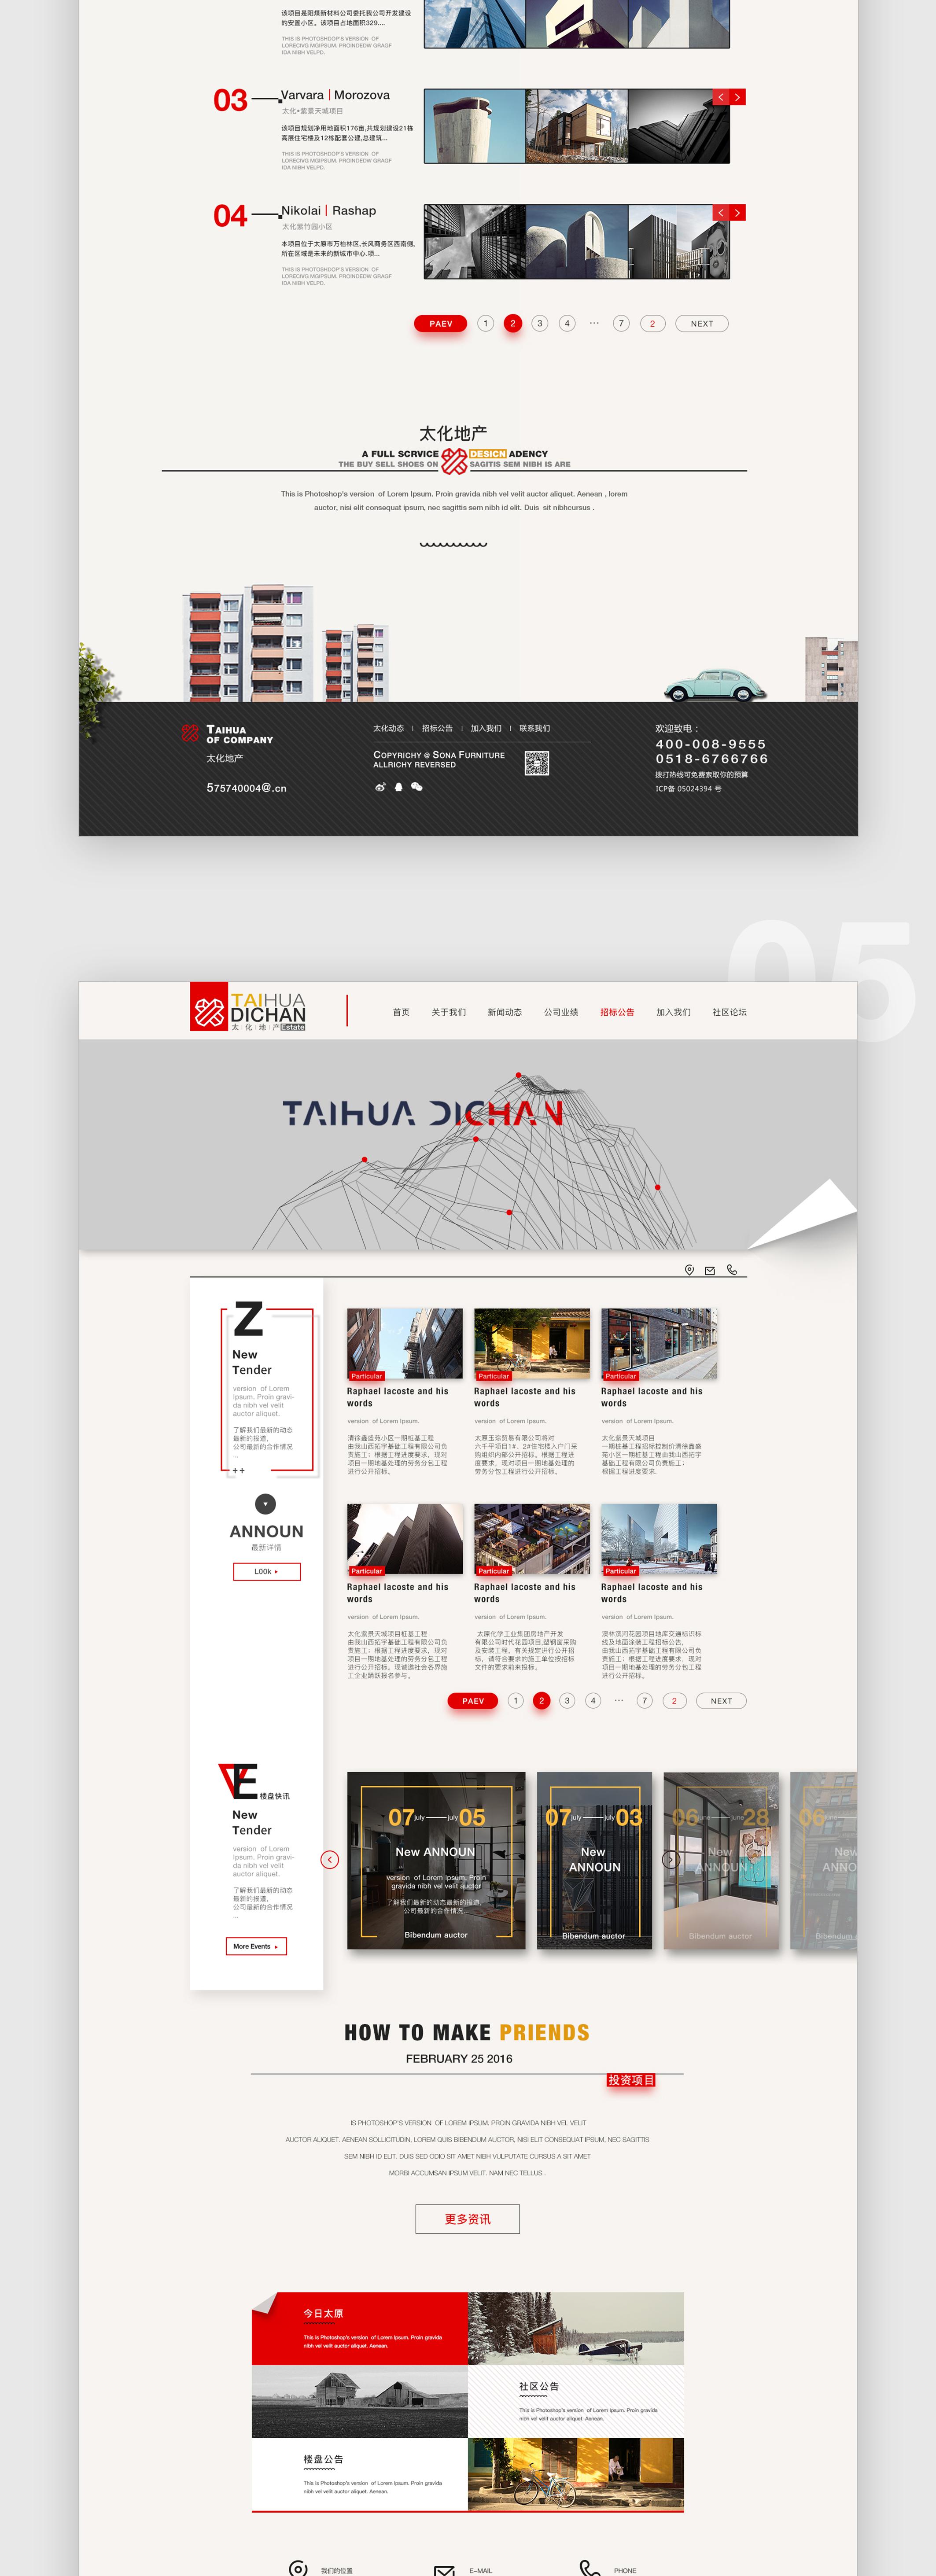 该项目是阳煤新材料公司委托我公司开发建设
的安置小区。该项目占地面积329....
THIS IS PHOTOSHDOP'S VERSION OF
LORECIVG MGIPSUM. PROINDEDW GRAGF
IDA NIBH VELPD.
03
Varvara | Morozova
太化•紫景天城项目
该项目规划净用地面积176亩,共规划建设21栋
高层住宅楼及12栋配套公建,总建筑...
THIS IS PHOTOSHDOP'S VERSION OF
LORECIVG MGIPSUM. PROINDEDW GRAGF
IDA NIBH VELPD.
04
Nikolai | Rashap
太化紫竹园小区
本项目位于太原市万柏林区,长风商务区西南侧,
所在区域是未来的新城市中心.项...
THIS IS PHOTOSHDOP'S VERSION OF
LORECIVG MGIPSUM. PROINDEDW GRAGF
IDA NIBH VELPD.
PAEV 1 2 3 4 ... 7 2 NEXT
太化地产
A FULL SCRVICE DESICN ADENCY
THE BUY SELL SHOES ON SAGITIS SEM NIBH IS ARE
This is Photoshop's version of Lorem Ipsum. Proin gravida nibh vel velit auctor aliquet. Aenean , lorem
auctor, nisi elit consequat ipsum, nec sagittis sem nibh id elit. Duis sit nibhcursus .
TAIHUA
OF COMPANY
太化地产
575740004@.cn
太化动态 | 招标公告 | 加入我们 | 联系我们
COPYRICHY @ SONA FURNITURE
ALLRICHY REVERSED
欢迎致电：
400-008-9555
0518-6766766
拨打热线可免费索取你的预算
ICP备 05024394 号
05
TAIHUA
DICHAN
太|化|地|产 Estate
首页 关于我们 新闻动态 公司业绩 招标公告 加入我们 社区论坛
TAIHUA DICHAN
Z
New
Tender
version of Lorem
Ipsum. Proin gravi-
da nibh vel velit
auctor aliquet.
了解我们最新的动态
最新的报道,
公司最新的合作情况
...
++
ANNOUN
最新详情
L00k
Particular
Raphael lacoste and his
words
version of Lorem Ipsum.
清徐鑫盛苑小区一期桩基工程
由我山西拓宇基础工程有限公司负
责施工；根据工程进度要求，现对
项目一期地基处理的劳务分包工程
进行公开招标。
Particular
Raphael lacoste and his
words
version of Lorem Ipsum.
太原玉琮贸易有限公司将对
六千平项目1#、2#住宅楼入户门采
购组织内部公开招标，根据工程进
度要求，现对项目一期地基处理的
劳务分包工程进行公开招标。
Particular
Raphael lacoste and his
words
version of Lorem Ipsum.
太化紫景天城项目
一期桩基工程招标控制价清徐鑫盛
苑小区一期桩基工程由我山西拓宇
基础工程有限公司负责施工；
根据工程进度要求.
Particular
Raphael lacoste and his
words
version of Lorem Ipsum.
太化紫景天城项目桩基工程
由我山西拓宇基础工程有限公司负
责施工；根据工程进度要求，现对
项目一期地基处理的劳务分包工程
进行公开招标。现诚邀社会各界施
工企业踊跃报名参与。
Particular
Raphael lacoste and his
words
version of Lorem Ipsum.
太原化学工业集团房地产开发
有限公司时代花园项目,塑钢窗采购
及安装工程，有关规定进行公开招
标，请符合要求的施工单位按招标
文件的要求前来投标。
Particular
Raphael lacoste and his
words
version of Lorem Ipsum.
澳林滨河花园项目地库交通标识标
线及地面涂装工程招标公告,
由我山西拓宇基础工程有限公司负
责施工；根据工程进度要求，现对
项目一期地基处理的劳务分包工程
进行公开招标。
PAEV 1 2 3 4 ... 7 2 NEXT
VE 楼盘快讯
New
Tender
version of Lorem
Ipsum. Proin gravi-
da nibh vel velit
auctor aliquet.
了解我们最新的动态
最新的报道,
公司最新的合作情况
...
More Events
07 july july 05
New ANNOUN
version of Lorem Ipsum. Proin
gravida nibh vel velit auctor
了解我们最新的动态最新的报道,
公司最新的合作情况...
Bibendum auctor
07 july july 03
New
ANNOUN
Bibendum auctor
06 june june 28
New
ANNOUN
Bibendum auctor
06
New
ANNO
Bibendum
HOW TO MAKE PRIENDS
FEBRUARY 25 2016
投资项目
IS PHOTOSHOP'S VERSION OF LOREM IPSUM. PROIN GRAVIDA NIBH VEL VELIT
AUCTOR ALIQUET. AENEAN SOLLICITUDIN, LOREM QUIS BIBENDUM AUCTOR, NISI ELIT CONSEQUAT IPSUM, NEC SAGITTIS
SEM NIBH ID ELIT. DUIS SED ODIO SIT AMET NIBH VULPUTATE CURSUS A SIT AMET
MORBI ACCUMSAN IPSUM VELIT. NAM NEC TELLUS .
更多资讯
今日太原
This is Photoshop's version of Lorem Ipsum. Proin gravida
nibh vel velit auctor aliquet. Aenean.
社区公告
This is Photoshop's version of Lorem Ipsum. Proin gravida
nibh vel velit auctor aliquet. Aenean.
楼盘公告
This is Photoshop's version of Lorem Ipsum. Proin gravida
nibh vel velit auctor aliquet. Aenean.
我们的位置
E-MAIL
PHONE